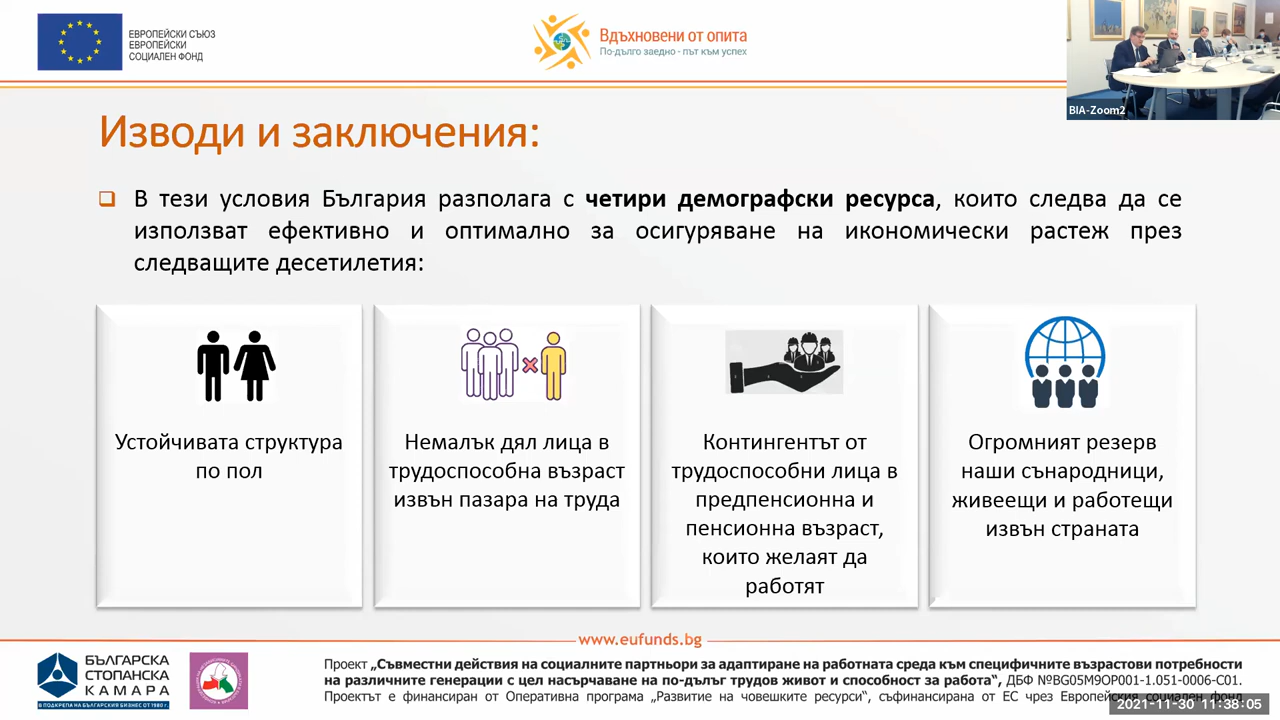 ЕВРОПЕЙСКИ СЪЮЗ
ЕВРОПЕЙСКИ
СОЦИАЛЕН ФОНД
Вдъхновени от опита
По-дълго заедно - път към успех
BIA-Zoom2
Изводи и заключения:
В тези условия България разполага с четири демографски ресурса, които следва да се
използват ефективно и оптимално за осигуряване на икономически растеж през
следващите десетилетия:
Устойчивата структура
по пол
Немалък дял лица в
трудоспособна възраст
извън пазара на труда
Контингентът от
трудоспособни лица в
предпенсионна и
пенсионна възраст,
които желаят да
работят
Огромният резерв
наши сънародници,
живеещи и работещи
извън страната
www.eufunds.bg
БЪЛГАРСКА
СТОПАНСКА
КАМАРА
В ПОДКРЕПА НА БЪЛГАРСКИЯ БИЗНЕС ОТ 1980 г.
Проект „Съвместни действия на социалните партньори за адаптиране на работната среда към специфичните възрастови потребности
на различните генерации с цел насърчаване на по-дълъг трудов живот и способност за работа“, ДБФ №BG05M9OP001-1.051-0006-C01.
Проектът е финансиран от Оперативна програма „Развитие на човешките ресурси“, съфинансирана от ЕС чрез Европейския социален фонд
2021-11-30 11:38:05